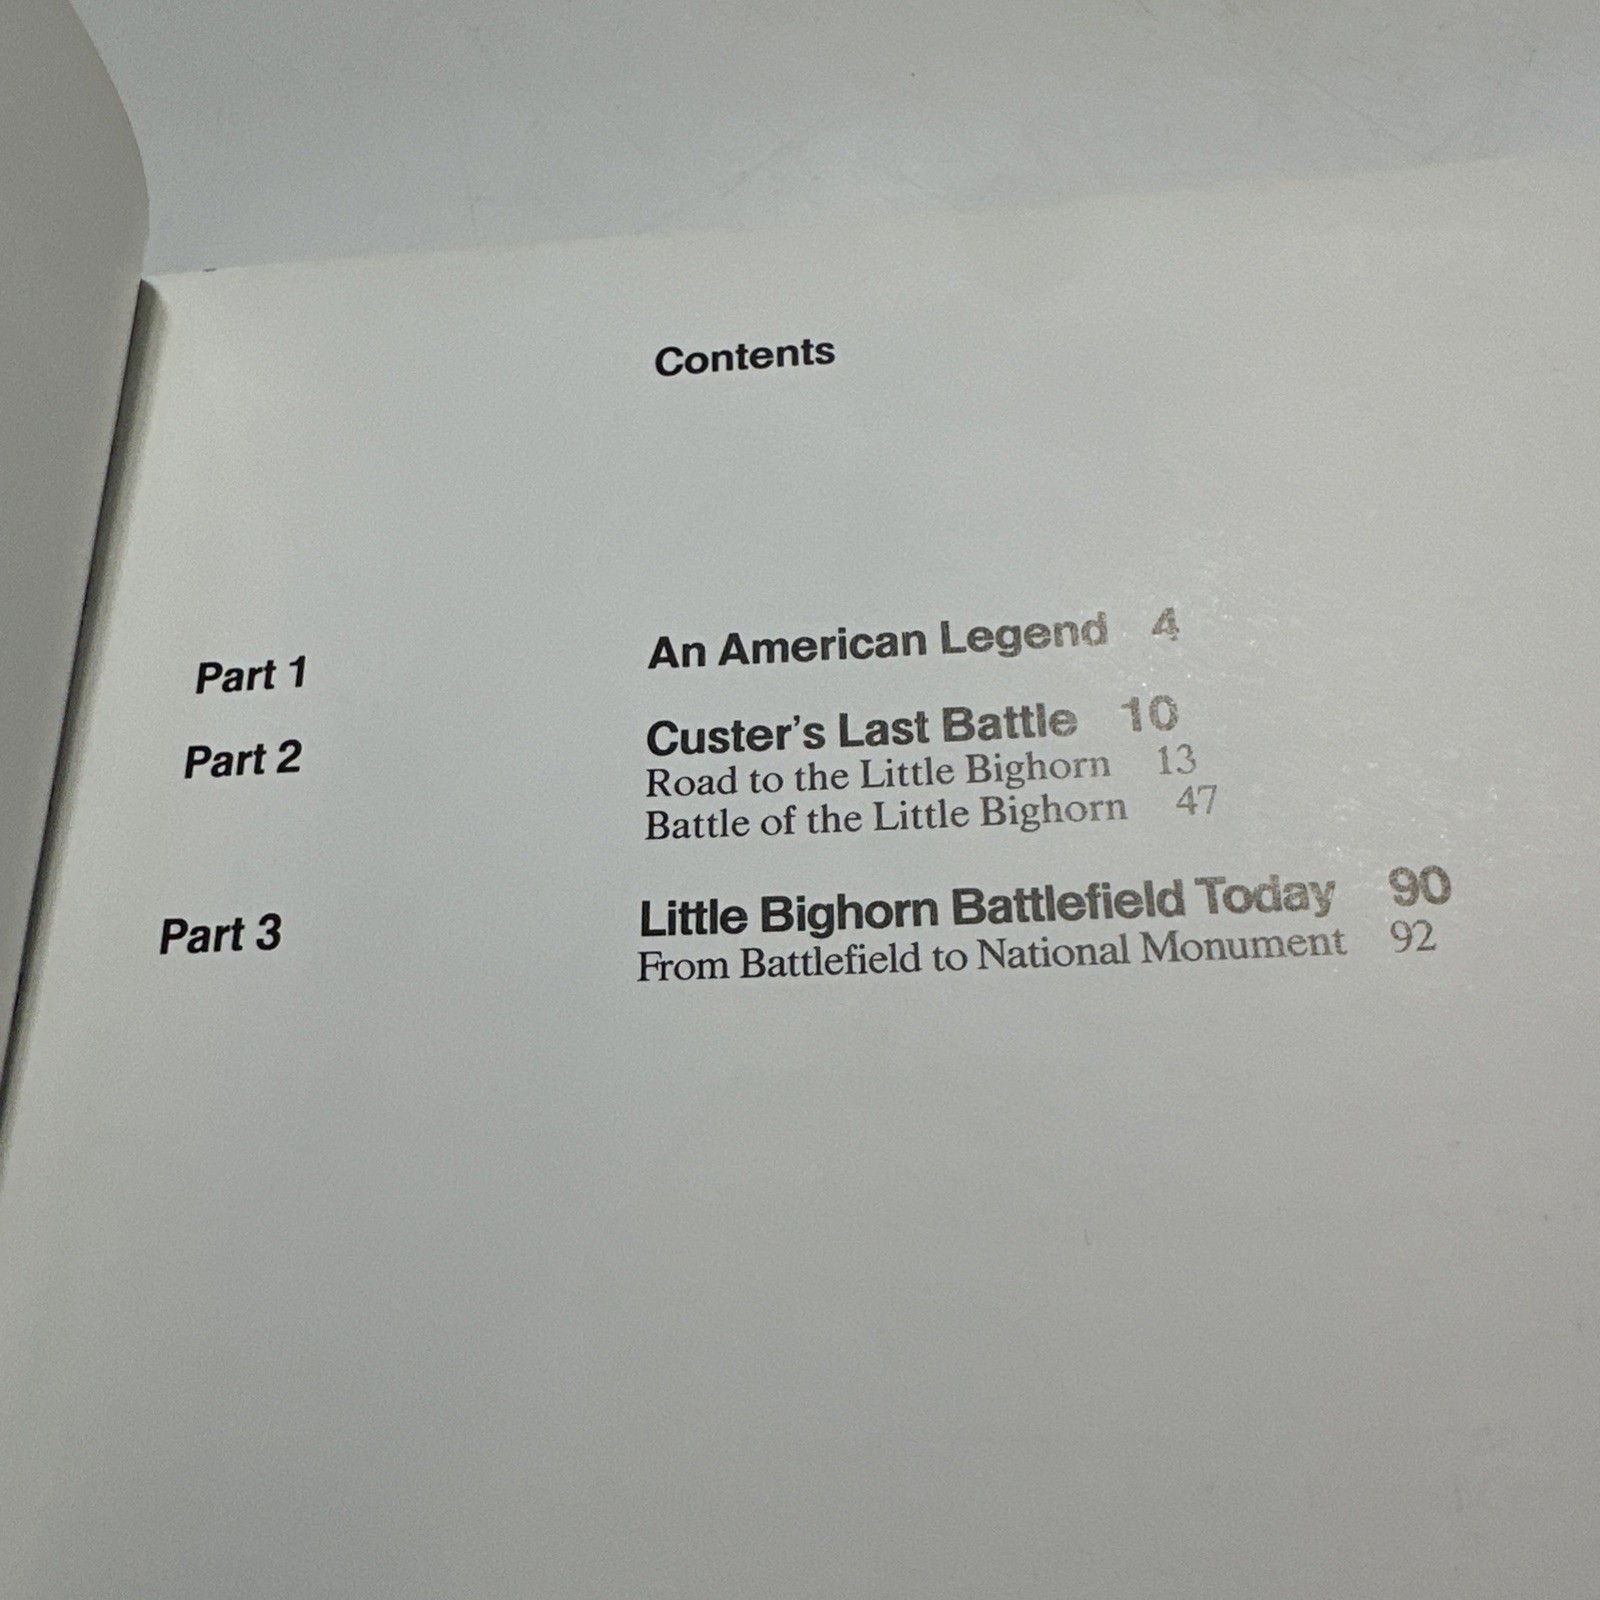 Contents
Part 1 An American Legend 4
Part 2 Custer's Last Battle 10
Road to the Little Bighorn 13
Battle of the Little Bighorn 47
Part 3 Little Bighorn Battlefield Today 90
From Battlefield to National Monument 92